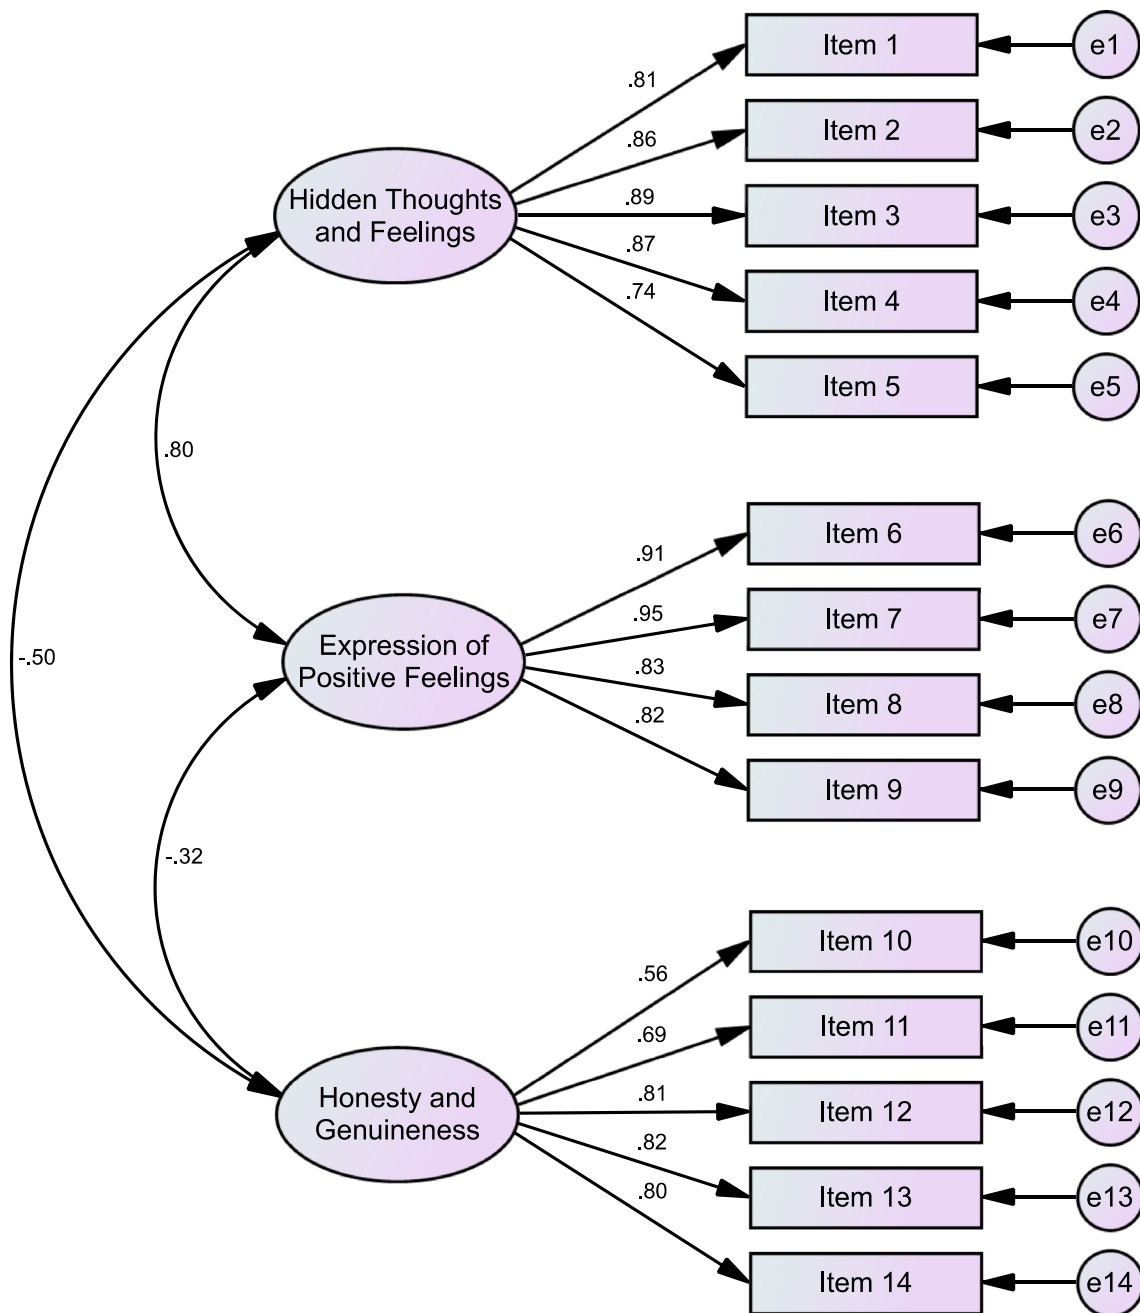 Item 1
e1
.81
Item 2
e2
.86
Hidden Thoughts
and Feelings
.89
Item 3
e3
.87
Item 4
e4
.74
Item 5
e5
.80
Item 6
e6
.91
.95
Item 7
e7
Expression of
Positive Feelings
-.50
.83
Item 8
e8
.82
Item 9
e9
-.32
Item 10
e10
.56
.69
Item 11
e11
Honesty and
Genuineness
.81
Item 12
e12
.82
Item 13
e13
.80
Item 14
e14